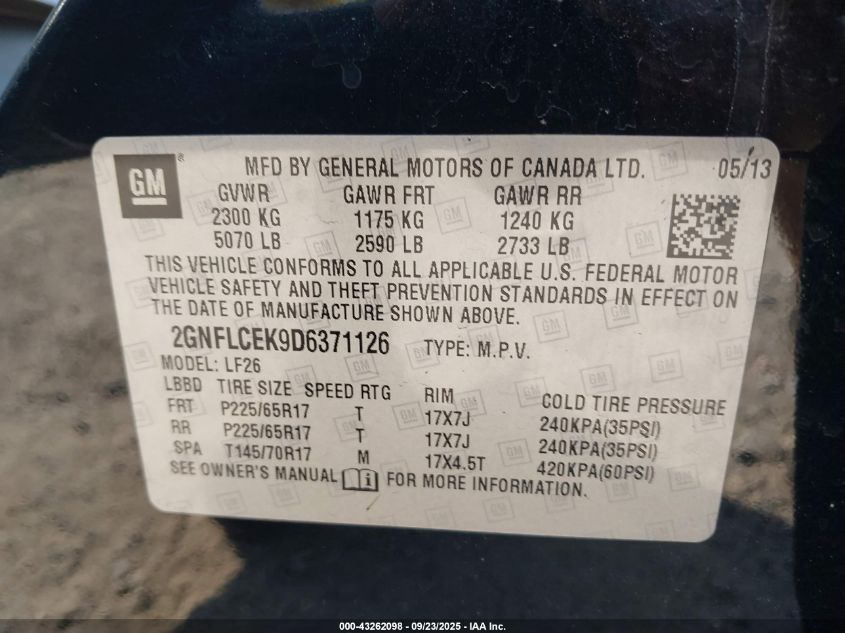 GM
MFD BY GENERAL MOTORS OF CANADA LTD. 05/13
GVWR GAWR FRT GAWR RR
2300 KG 1175 KG 1240 KG
5070 LB 2590 LB 2733 LB
THIS VEHICLE CONFORMS TO ALL APPLICABLE U.S. FEDERAL MOTOR
VEHICLE SAFETY AND THEFT PREVENTION STANDARDS IN EFFECT ON
THE DATE OF MANUFACTURE SHOWN ABOVE.
2GNFLCEK9D6371126 TYPE: M.P.V.
MODEL: LF26
LBBD TIRE SIZE SPEED RTG RIM COLD TIRE PRESSURE
FRT P225/65R17 T 17X7J 240KPA(35PSI)
RR P225/65R17 T 17X7J 240KPA(35PSI)
SPA T145/70R17 M 17X4.5T 420KPA(60PSI)
SEE OWNER'S MANUAL FOR MORE INFORMATION.
000-43262098 - 09/23/2025 - IAA Inc.